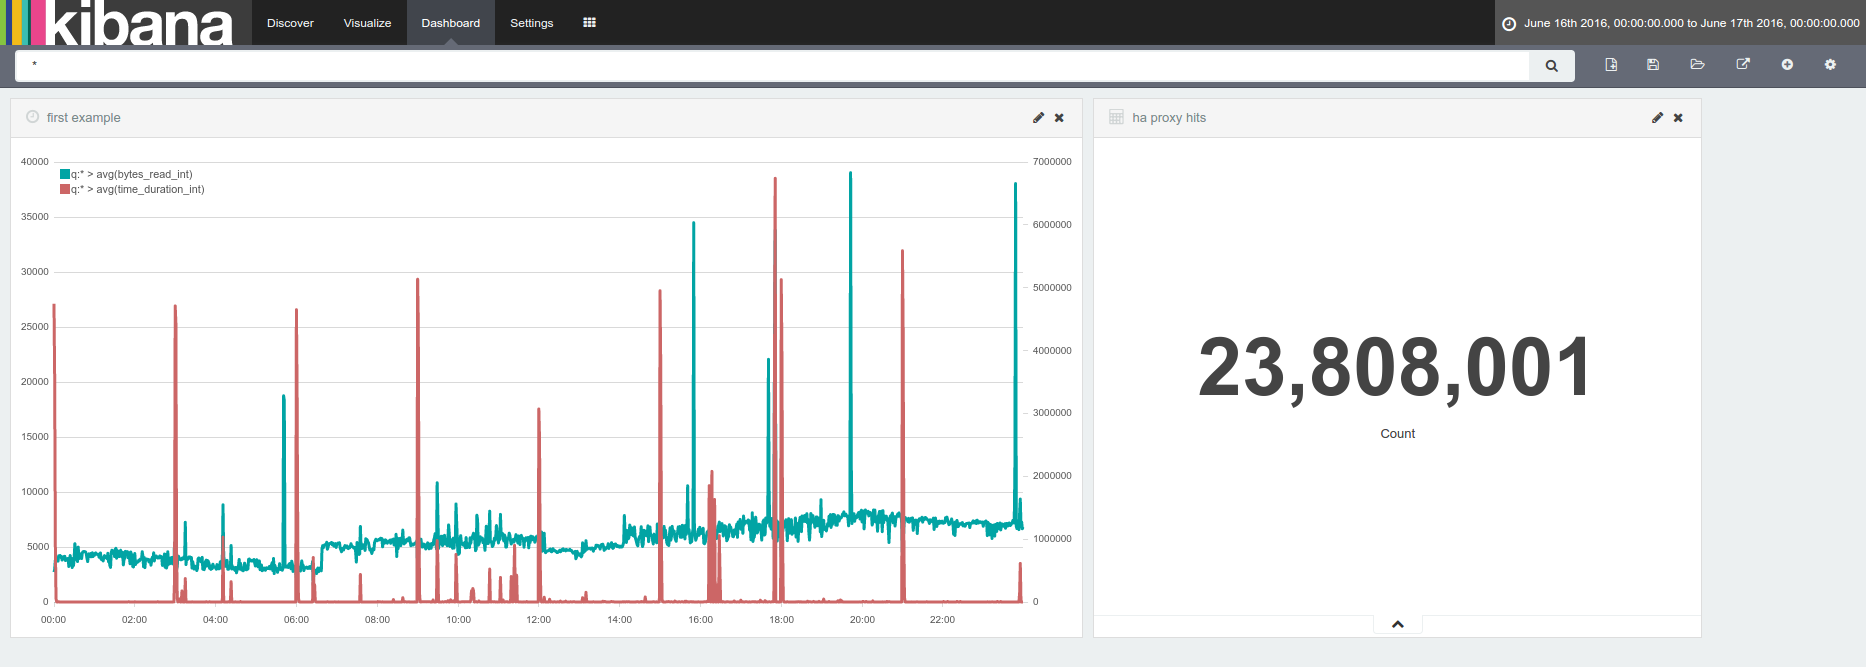 kibana Discover Visualize Dashboard Settings June 16th 2016, 00:00:00.000 to June 17th 2016, 00:00:00.000
*
first example
ha proxy hits
40000 7000000
q:* > avg(bytes_read_int)
q:* > avg(time_duration_int)
35000
6000000
30000
5000000
25000
4000000
20000
3000000
15000
2000000
10000
1000000
5000
0 0
00:00 02:00 04:00 06:00 08:00 10:00 12:00 14:00 16:00 18:00 20:00 22:00
23,808,001
Count